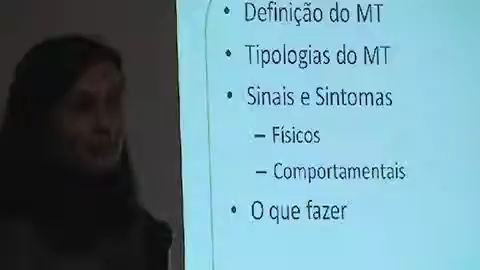 • Definição do MT
• Tipologias do MT
• Sinais e Sintomas
– Físicos
– Comportamentais
• O que fazer